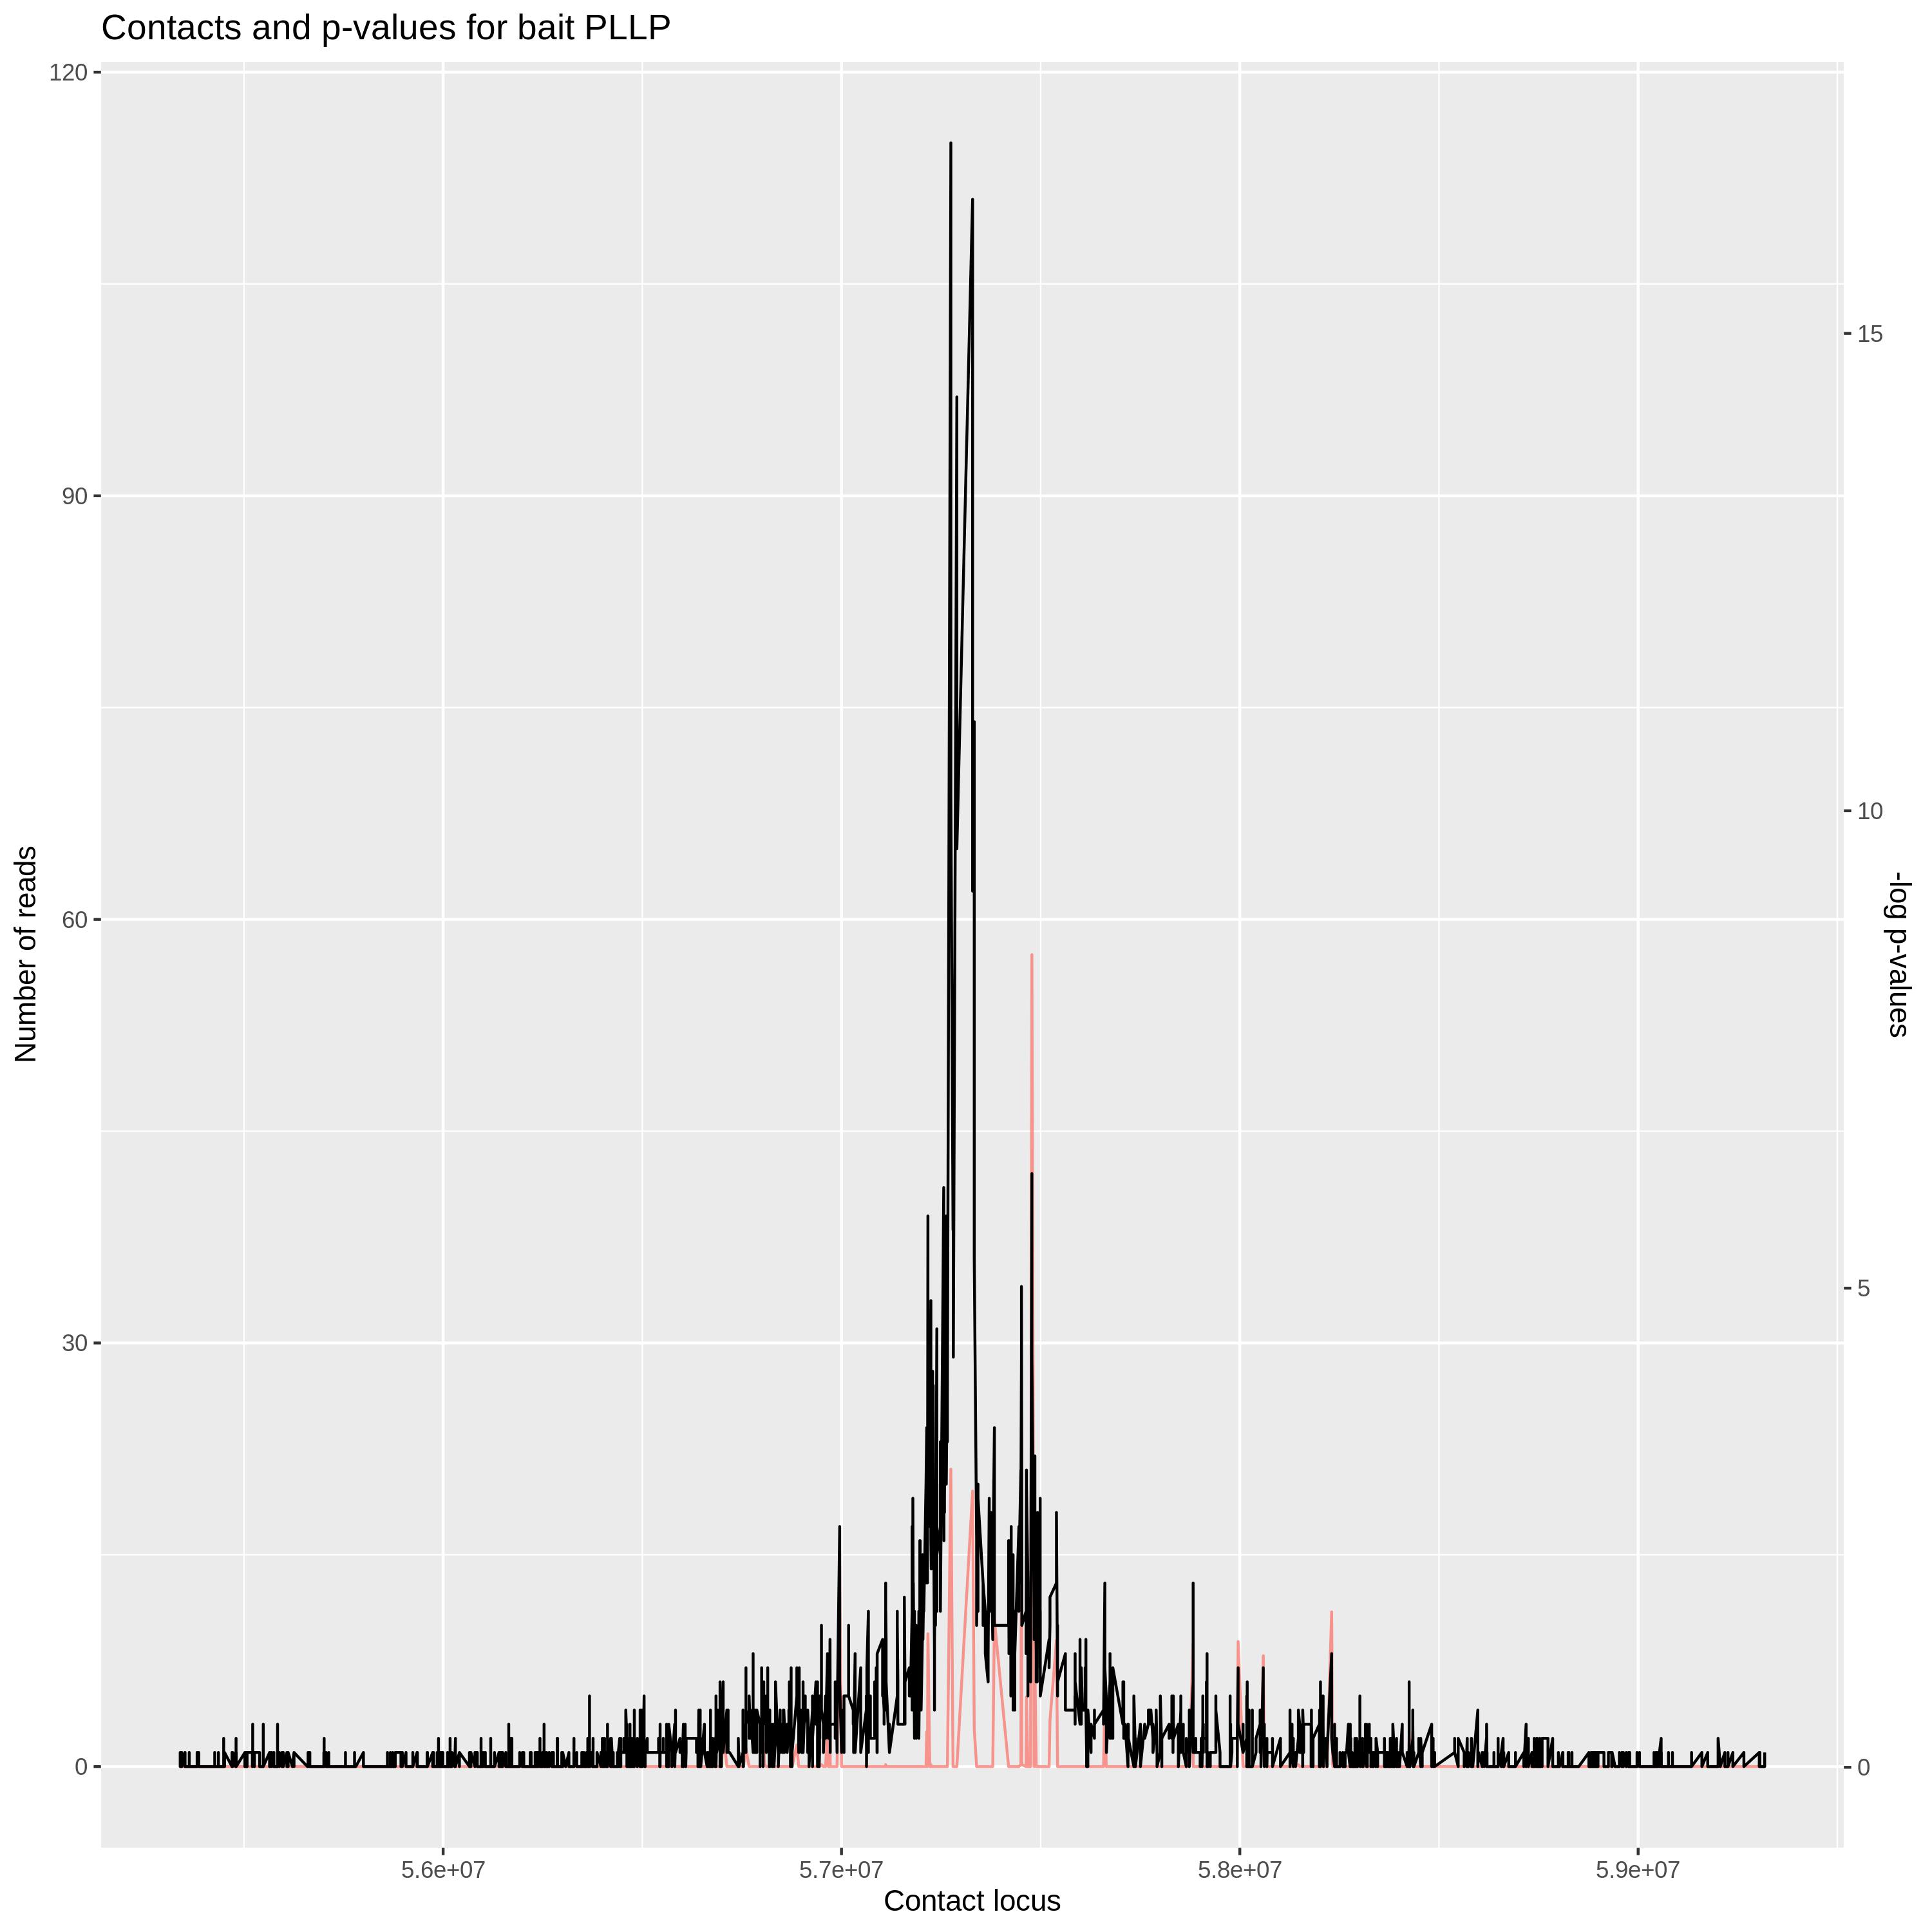 Contacts and p-values for bait PLLP
120
90
60
30
0
Number of reads
15
10
5
0
-log p-values
5.6e+07
5.7e+07
5.8e+07
5.9e+07
Contact locus